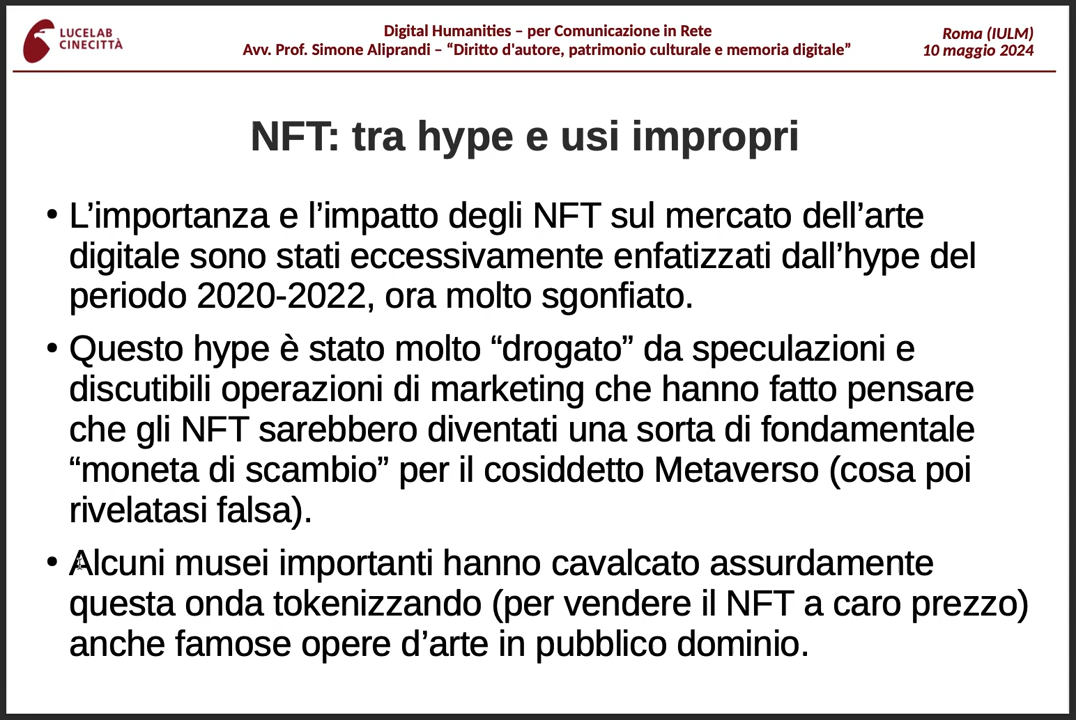 LUCELAB
CINECITTÀ
Digital Humanities – per Comunicazione in Rete
Avv. Prof. Simone Aliprandi – “Diritto d'autore, patrimonio culturale e memoria digitale”
Roma (IULM)
10 maggio 2024
NFT: tra hype e usi impropri
• L’importanza e l’impatto degli NFT sul mercato dell’arte
digitale sono stati eccessivamente enfatizzati dall’hype del
periodo 2020-2022, ora molto sgonfiato.
• Questo hype è stato molto “drogato” da speculazioni e
discutibili operazioni di marketing che hanno fatto pensare
che gli NFT sarebbero diventati una sorta di fondamentale
“moneta di scambio” per il cosiddetto Metaverso (cosa poi
rivelatasi falsa).
• Alcuni musei importanti hanno cavalcato assurdamente
questa onda tokenizzando (per vendere il NFT a caro prezzo)
anche famose opere d’arte in pubblico dominio.